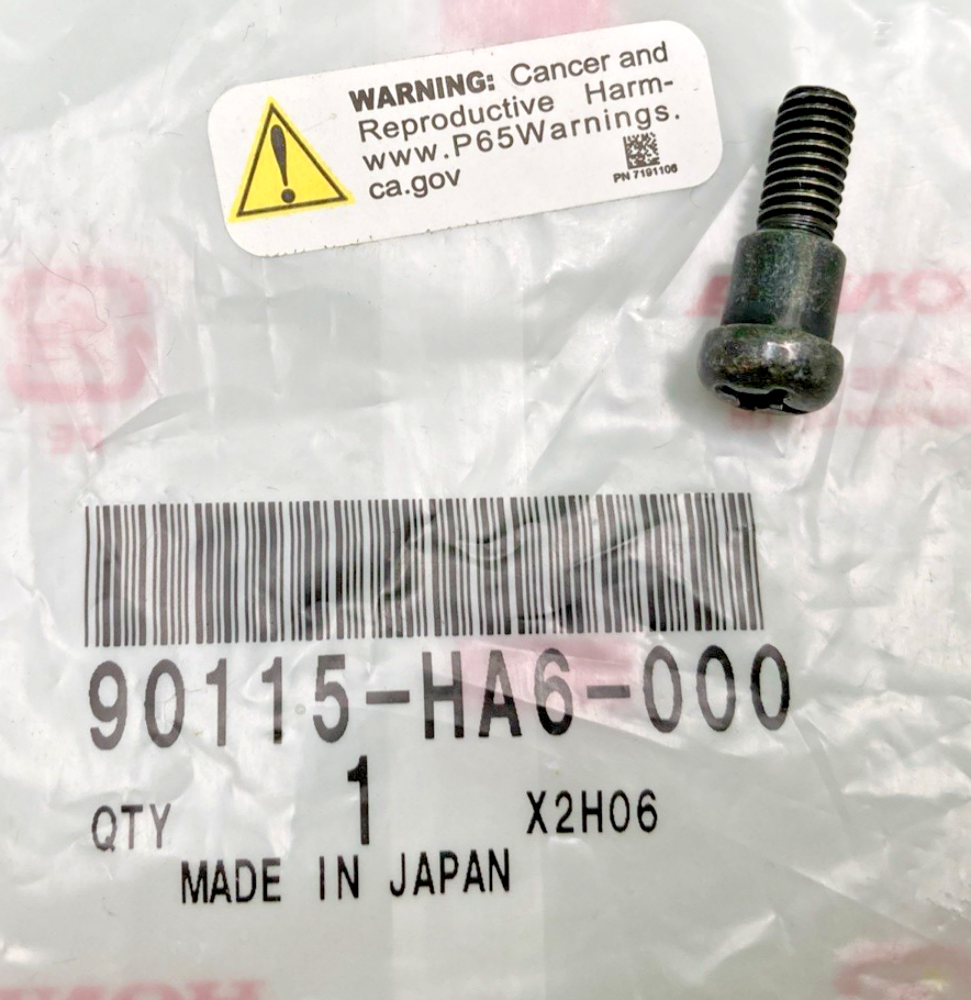 WARNING: Cancer and
Reproductive Harm-
www.P65Warnings.
ca.gov
PN 7191106
90115-HA6-000
QTY 1 X2H06
MADE IN JAPAN